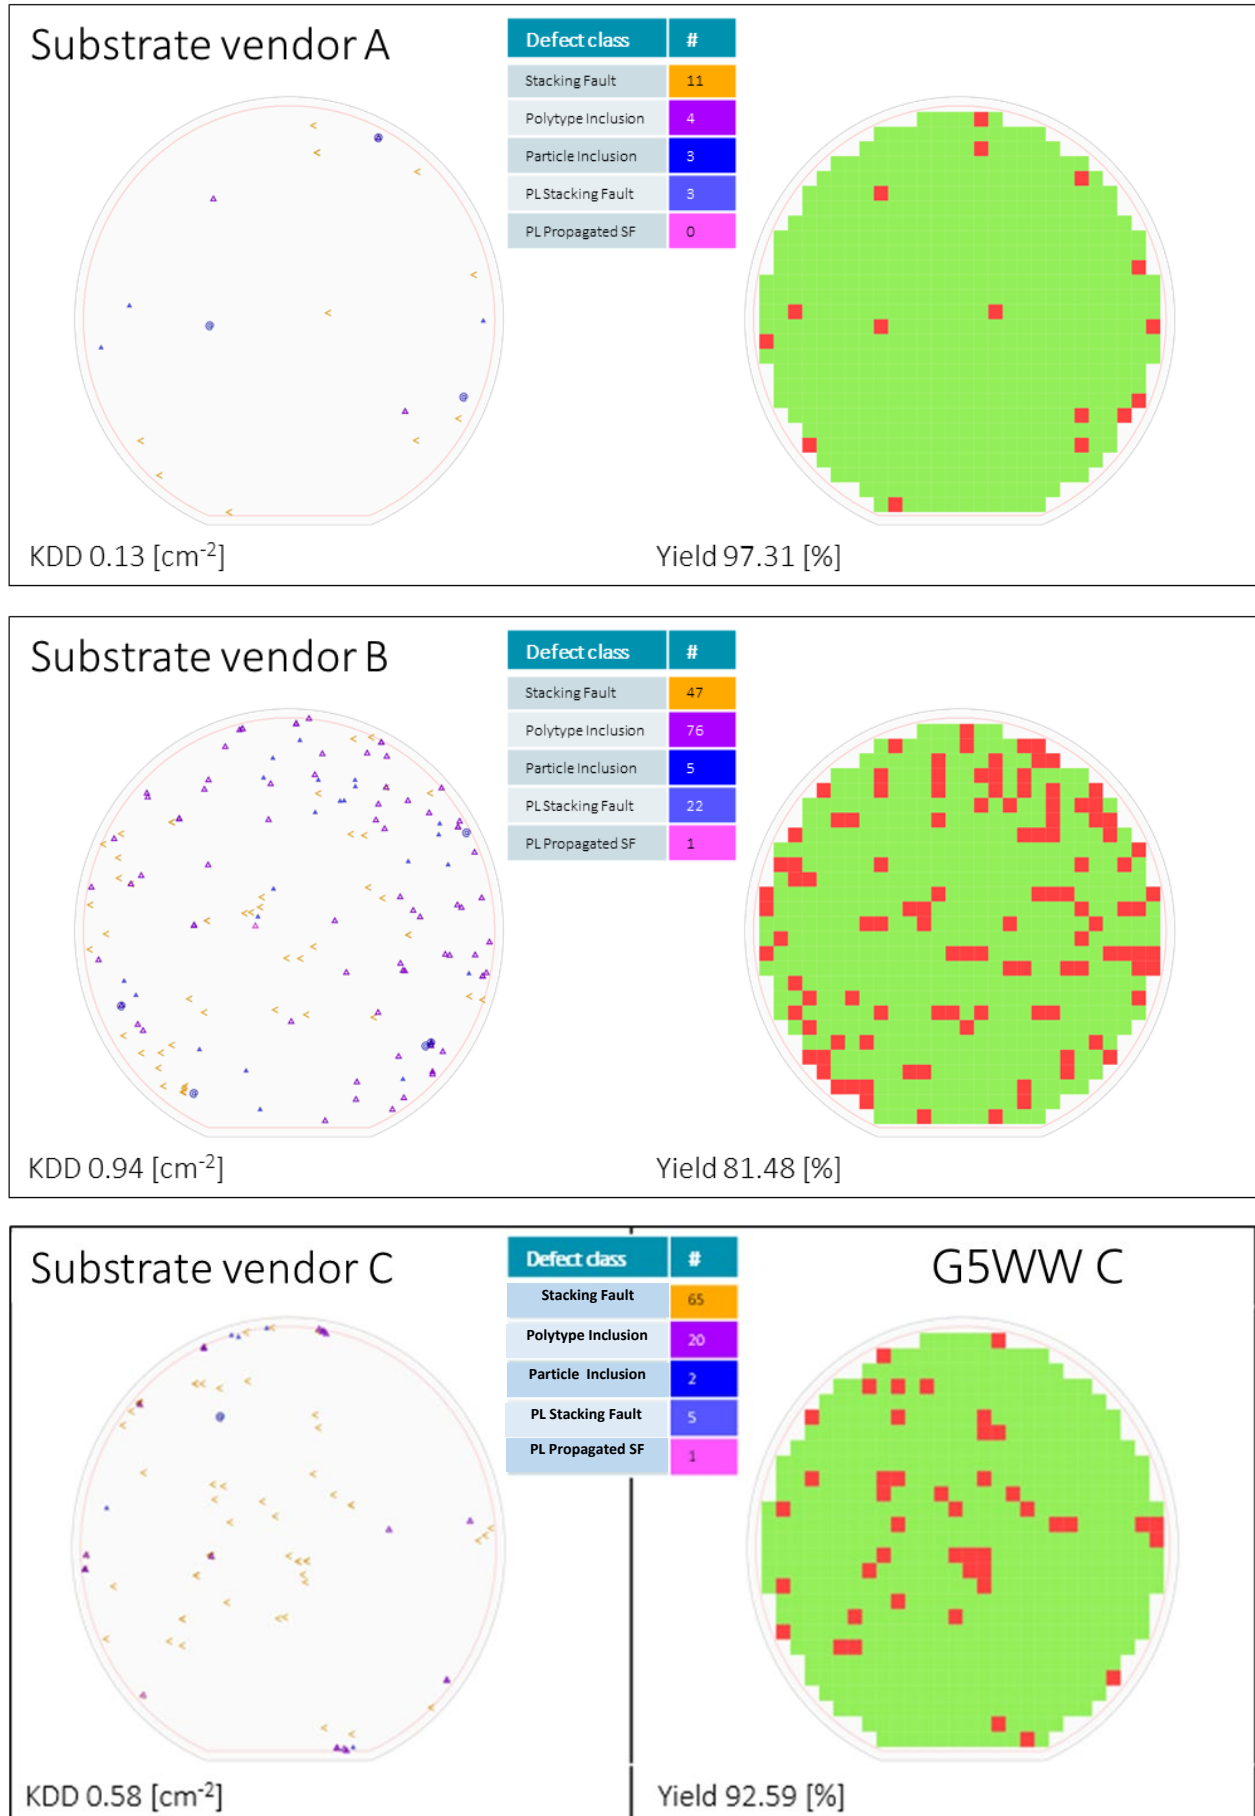 Substrate vendor A
Defect class #
Stacking Fault 11
Polytype Inclusion 4
Particle Inclusion 3
PL Stacking Fault 3
PL Propagated SF 0
KDD 0.13 [cm⁻²]
Yield 97.31 [%]
Substrate vendor B
Defect class #
Stacking Fault 47
Polytype Inclusion 76
Particle Inclusion 5
PL Stacking Fault 22
PL Propagated SF 1
KDD 0.94 [cm⁻²]
Yield 81.48 [%]
Substrate vendor C
Defect class #
G5WW C
Stacking Fault 65
Polytype Inclusion 20
Particle Inclusion 2
PL Stacking Fault 5
PL Propagated SF 1
KDD 0.58 [cm⁻²]
Yield 92.59 [%]